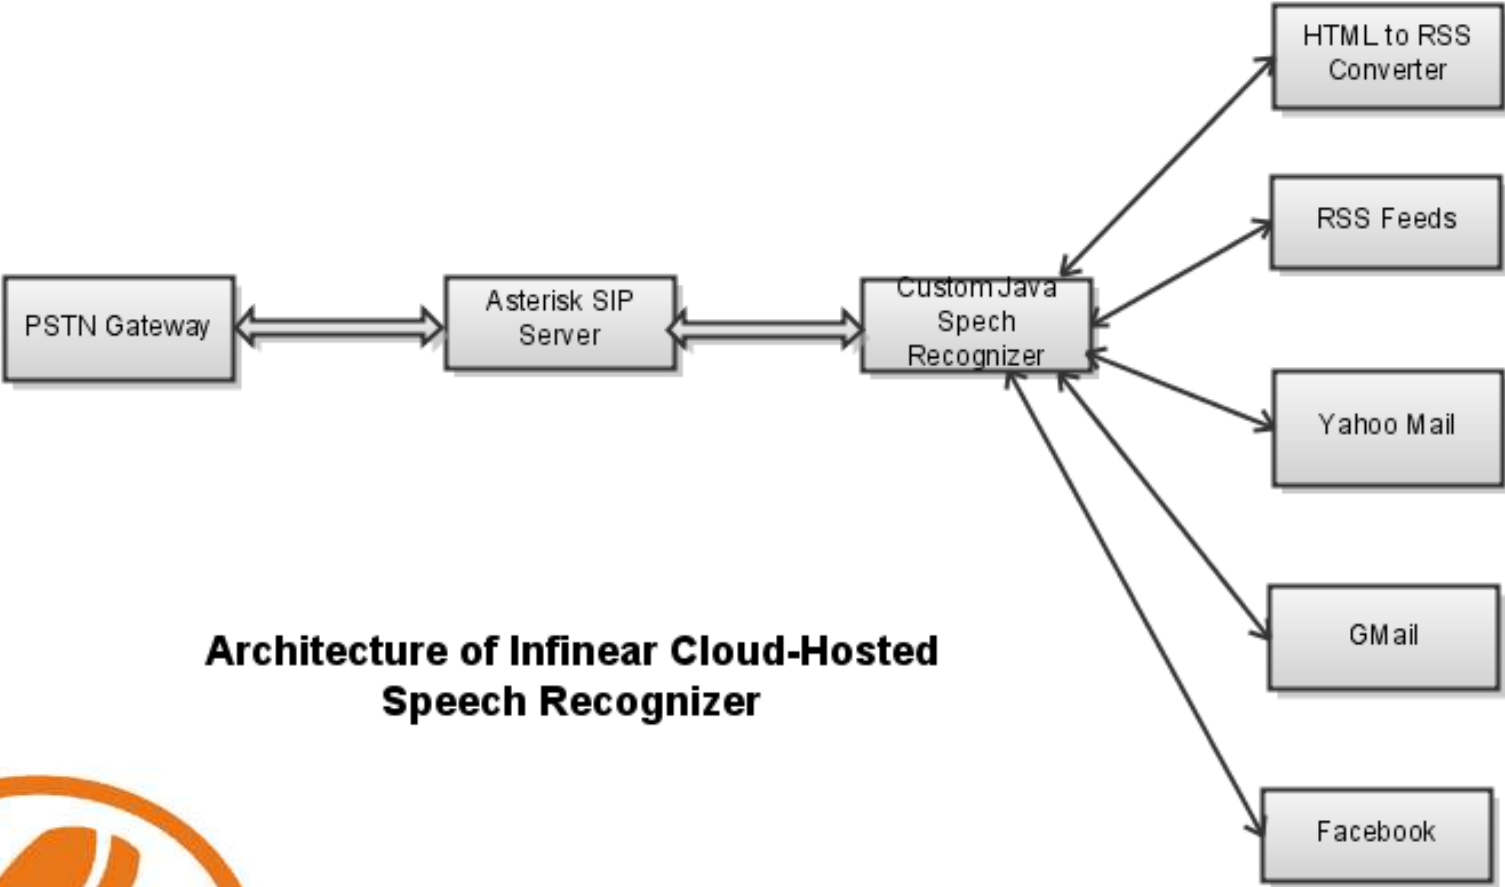 HTML to RSS
Converter
RSS Feeds
PSTN Gateway
Asterisk SIP
Server
Custom Java
Spech
Recognizer
Yahoo Mail
GMail
Facebook
Architecture of Infinear Cloud-Hosted
Speech Recognizer